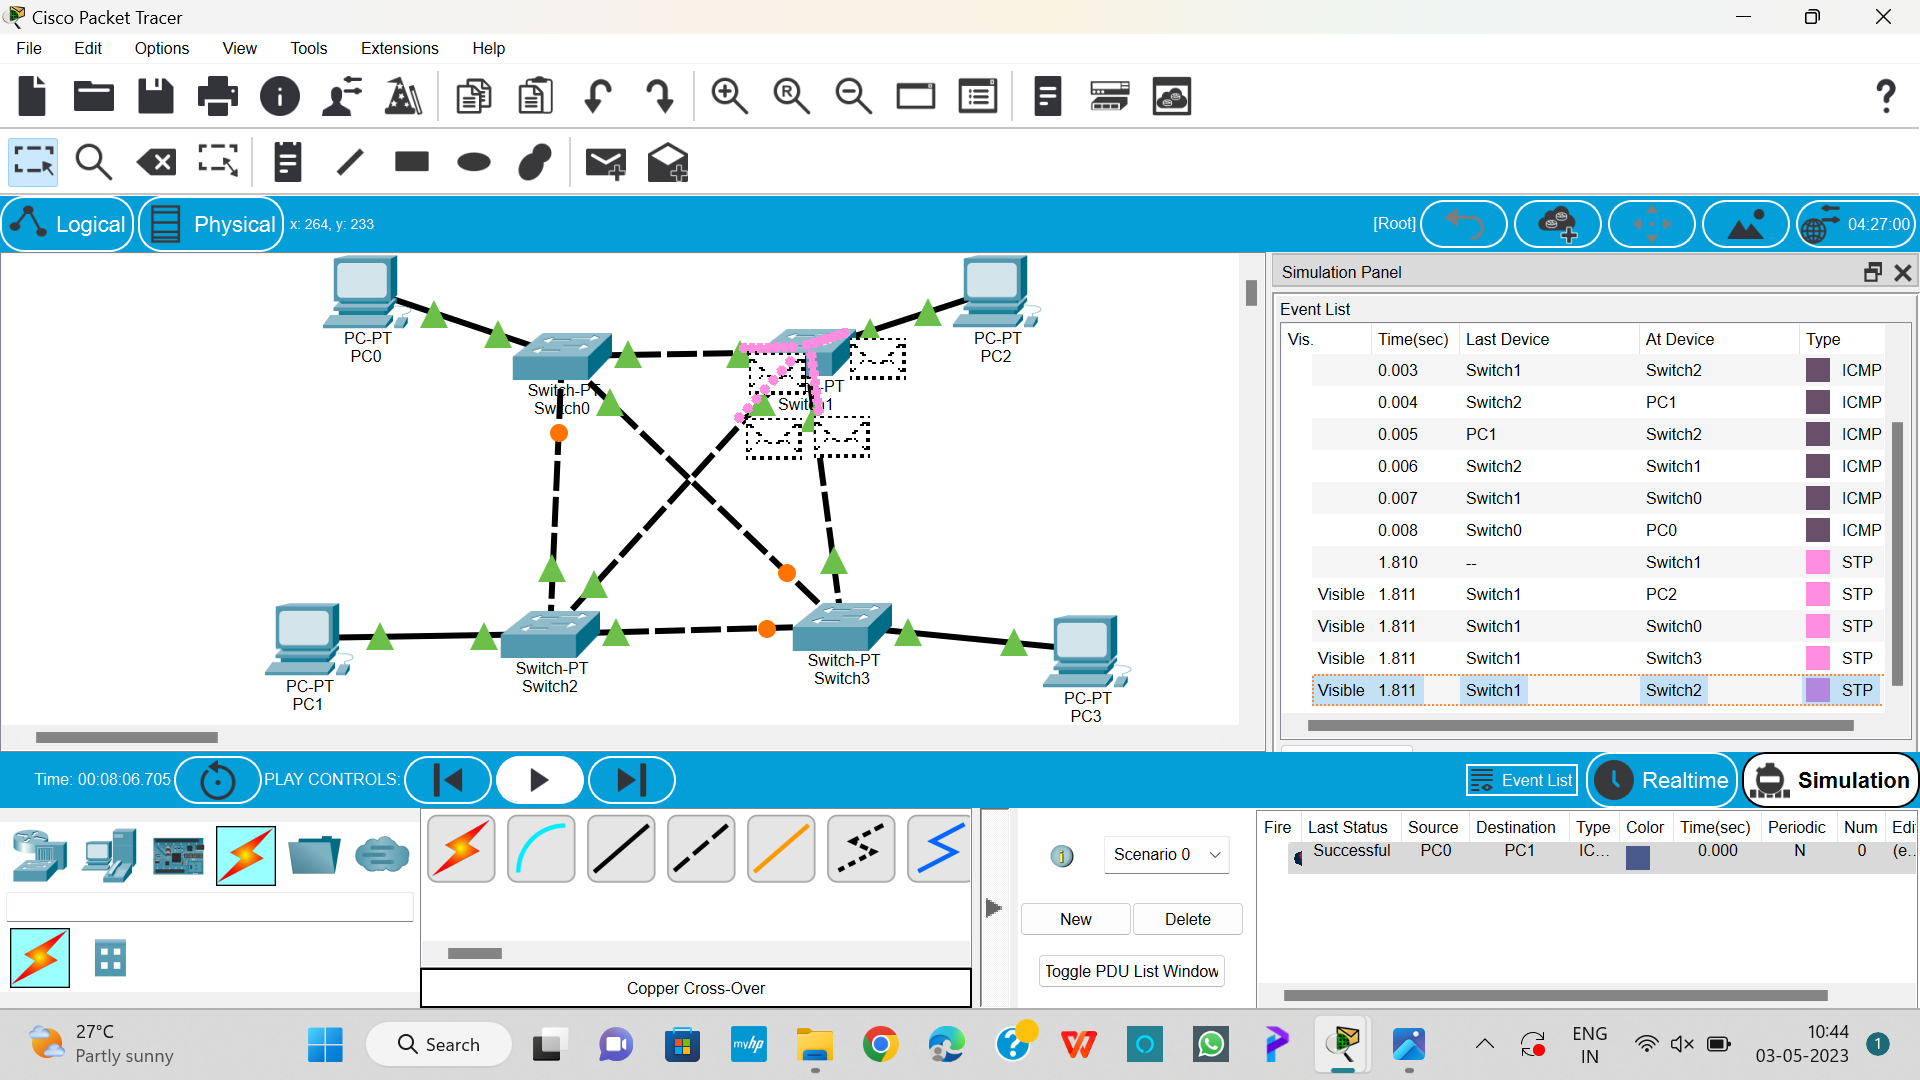 Cisco Packet Tracer
File Edit Options View Tools Extensions Help
R
?
Logical Physical x: 264, y: 233 [Root] 04:27:00
Simulation Panel
Event List
Vis. Time(sec) Last Device At Device Type
0.003 Switch1 Switch2 ICMP
0.004 Switch2 PC1 ICMP
0.005 PC1 Switch2 ICMP
0.006 Switch2 Switch1 ICMP
0.007 Switch1 Switch0 ICMP
0.008 Switch0 PC0 ICMP
1.810 -- Switch1 STP
Visible 1.811 Switch1 PC2 STP
Visible 1.811 Switch1 Switch0 STP
Visible 1.811 Switch1 Switch3 STP
Visible 1.811 Switch1 Switch2 STP
PC-PT
PC0
PC-PT
PC2
Switch-PT
Switch0
-PT
Switch1
PC-PT
PC1
Switch-PT
Switch2
Switch-PT
Switch3
PC-PT
PC3
Time: 00:08:06.705 PLAY CONTROLS: Event List Realtime Simulation
Copper Cross-Over
Scenario 0
New Delete
Toggle PDU List Window
Fire Last Status Source Destination Type Color Time(sec) Periodic Num Edi
Successful PC0 PC1 IC... 0.000 N 0 (e..
27°C
Partly sunny
Search
myhp
ENG
IN
10:44
03-05-2023
1